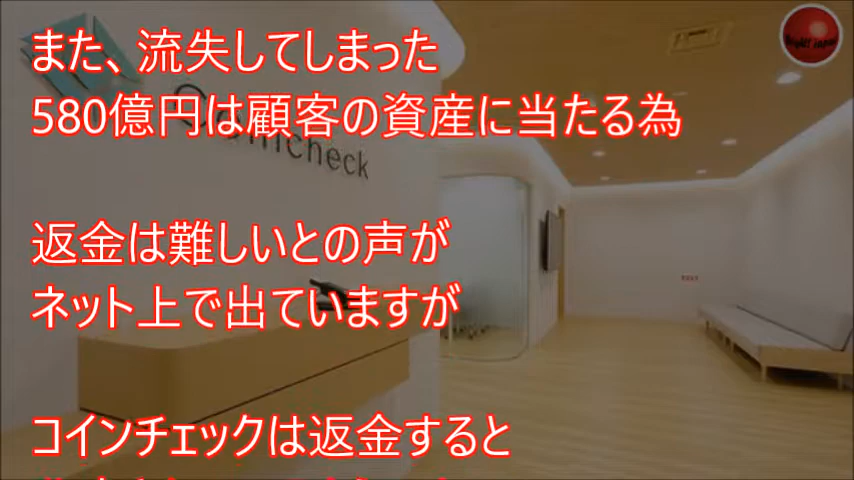 また、流失してしまった
580億円は顧客の資産に当たる為
coincheck
返金は難しいとの声が
ネット上で出ていますが
コインチェックは返金すると